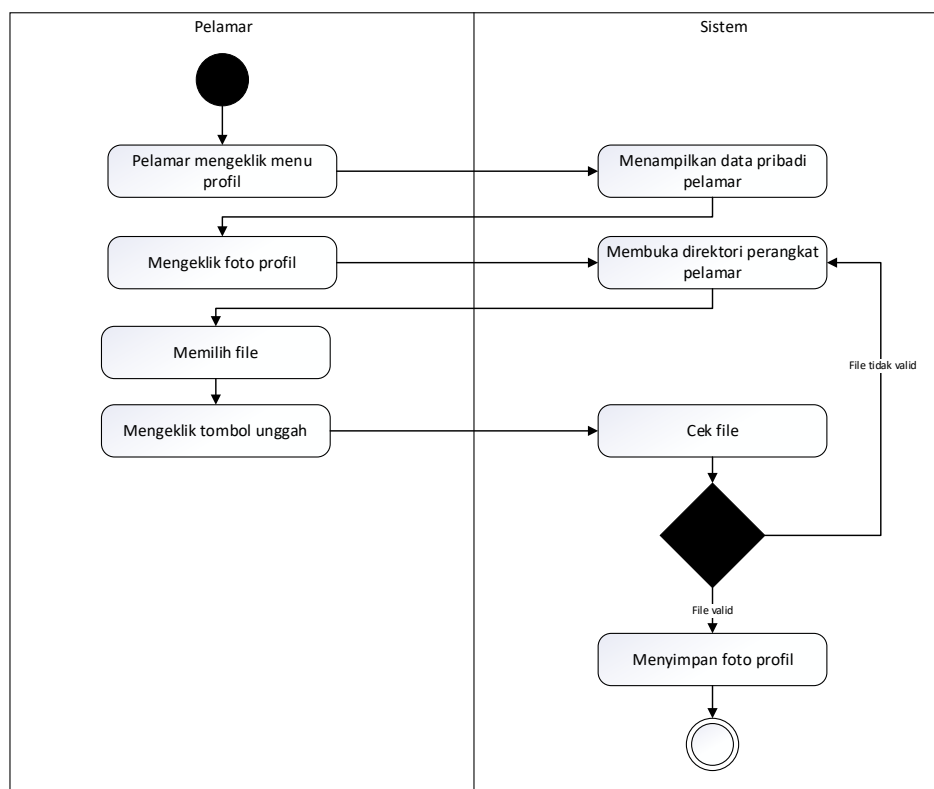 Pelamar
Sistem
Pelamar mengeklik menu
profil
Menampilkan data pribadi
pelamar
Mengeklik foto profil
Membuka direktori perangkat
pelamar
Memilih file
File tidak valid
Mengeklik tombol unggah
Cek file
File valid
Menyimpan foto profil